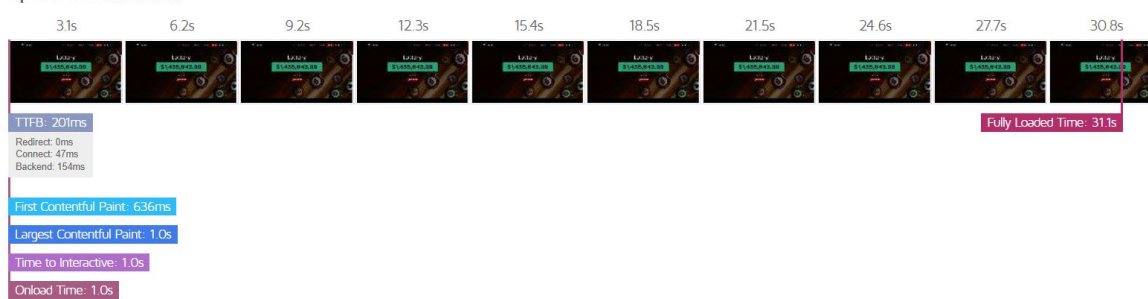 3.1s 6.2s 9.2s 12.3s 15.4s 18.5s 21.5s 24.6s 27.7s 30.8s
TTFB: 201ms
Redirect: 0ms
Connect: 47ms
Backend: 154ms
Fully Loaded Time: 31.1s
First Contentful Paint: 636ms
Largest Contentful Paint: 1.0s
Time to Interactive: 1.0s
Onload Time: 1.0s